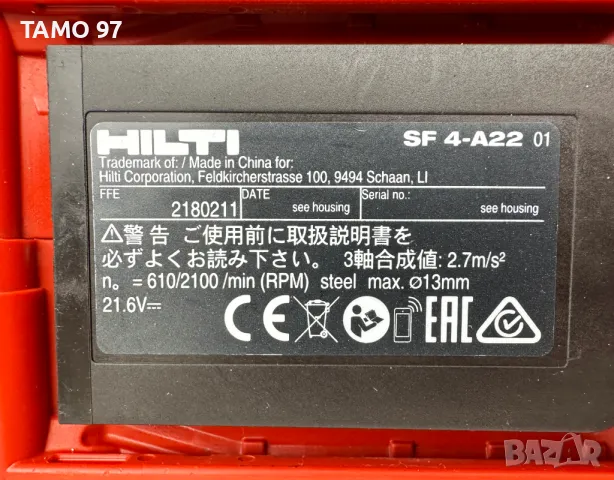 TAMO 97
HILTI
SF 4-A22 01
Trademark of: / Made in China for:
Hilti Corporation, Feldkircherstrasse 100, 9494 Schaan, LI
FFE
2180211
DATE
see housing
Serial no.:
see housing
⚠警告 ご使用前に取扱説明書を
必ずよくお読み下さい。 3軸合成値: 2.7m/s²
n₀ = 610/2100 /min (RPM) steel max. ⌀13mm
21.6V⎓
CE
EAC
BAZAR